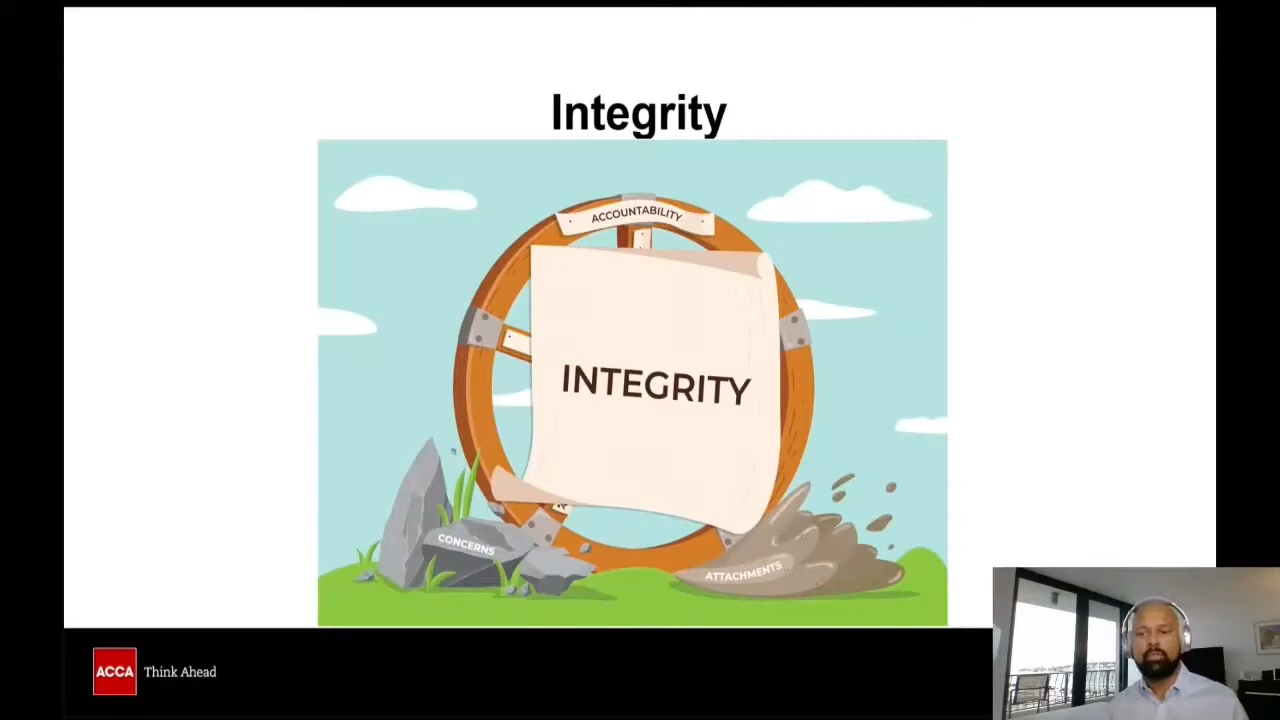 Integrity
ACCOUNTABILITY
INTEGRITY
CONCERNS
ATTACHMENTS
ACCA Think Ahead